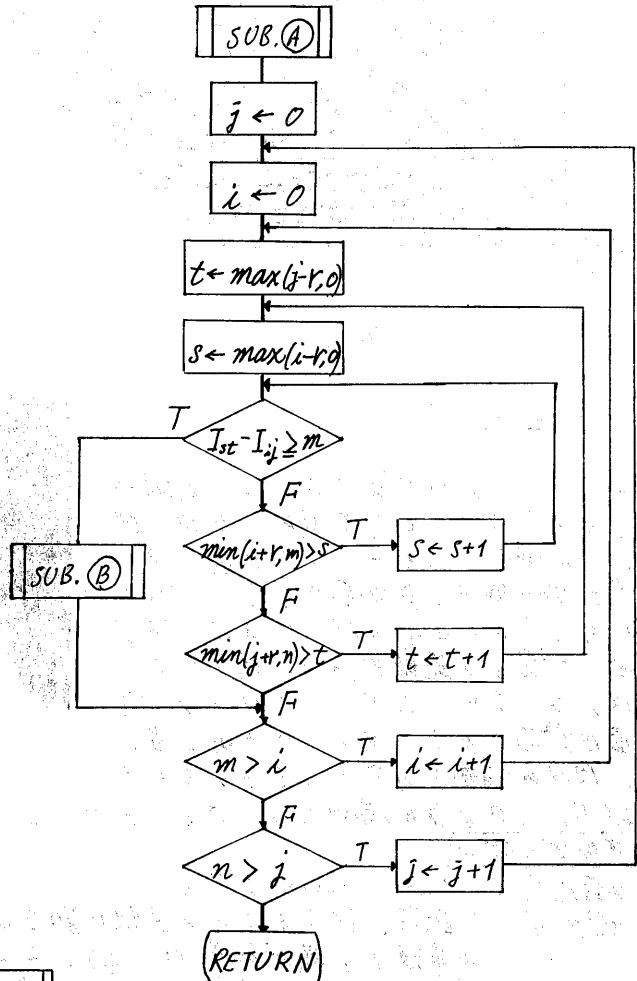 SUB. Ⓐ
j ← 0
i ← 0
t ← max(j-r,0)
s ← max(i-r,0)
T
I_st - I_ij ≧ m
F
min(i+r,m)>s
T
s ← s+1
SUB. Ⓑ
F
min(j+r,n)>t
T
t ← t+1
F
m > i
T
i ← i+1
F
n > j
T
j ← j+1
RETURN